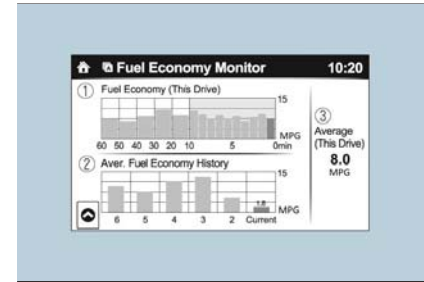 Fuel Economy Monitor 10:20
① Fuel Economy (This Drive)
15
MPG
60 50 40 30 20 10 5 0min
② Aver. Fuel Economy History
15
1.8
MPG
6 5 4 3 2 Current
③
Average
(This Drive)
8.0
MPG